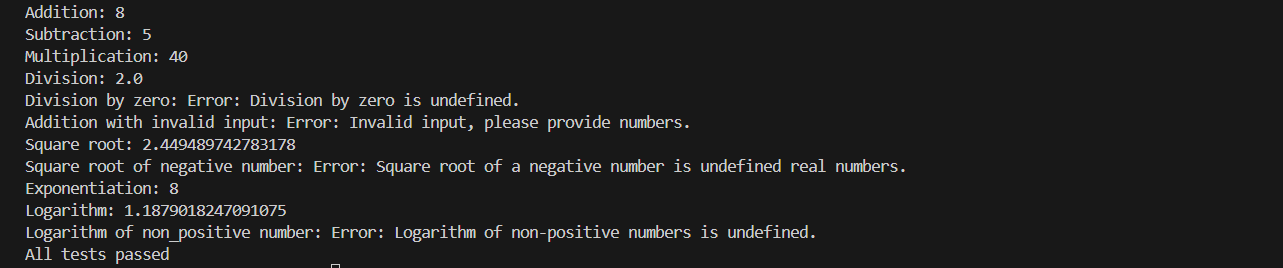 Addition: 8
Subtraction: 5
Multiplication: 40
Division: 2.0
Division by zero: Error: Division by zero is undefined.
Addition with invalid input: Error: Invalid input, please provide numbers.
Square root: 2.449489742783178
Square root of negative number: Error: Square root of a negative number is undefined real numbers.
Exponentiation: 8
Logarithm: 1.1879018247091075
Logarithm of non_positive number: Error: Logarithm of non-positive numbers is undefined.
All tests passed